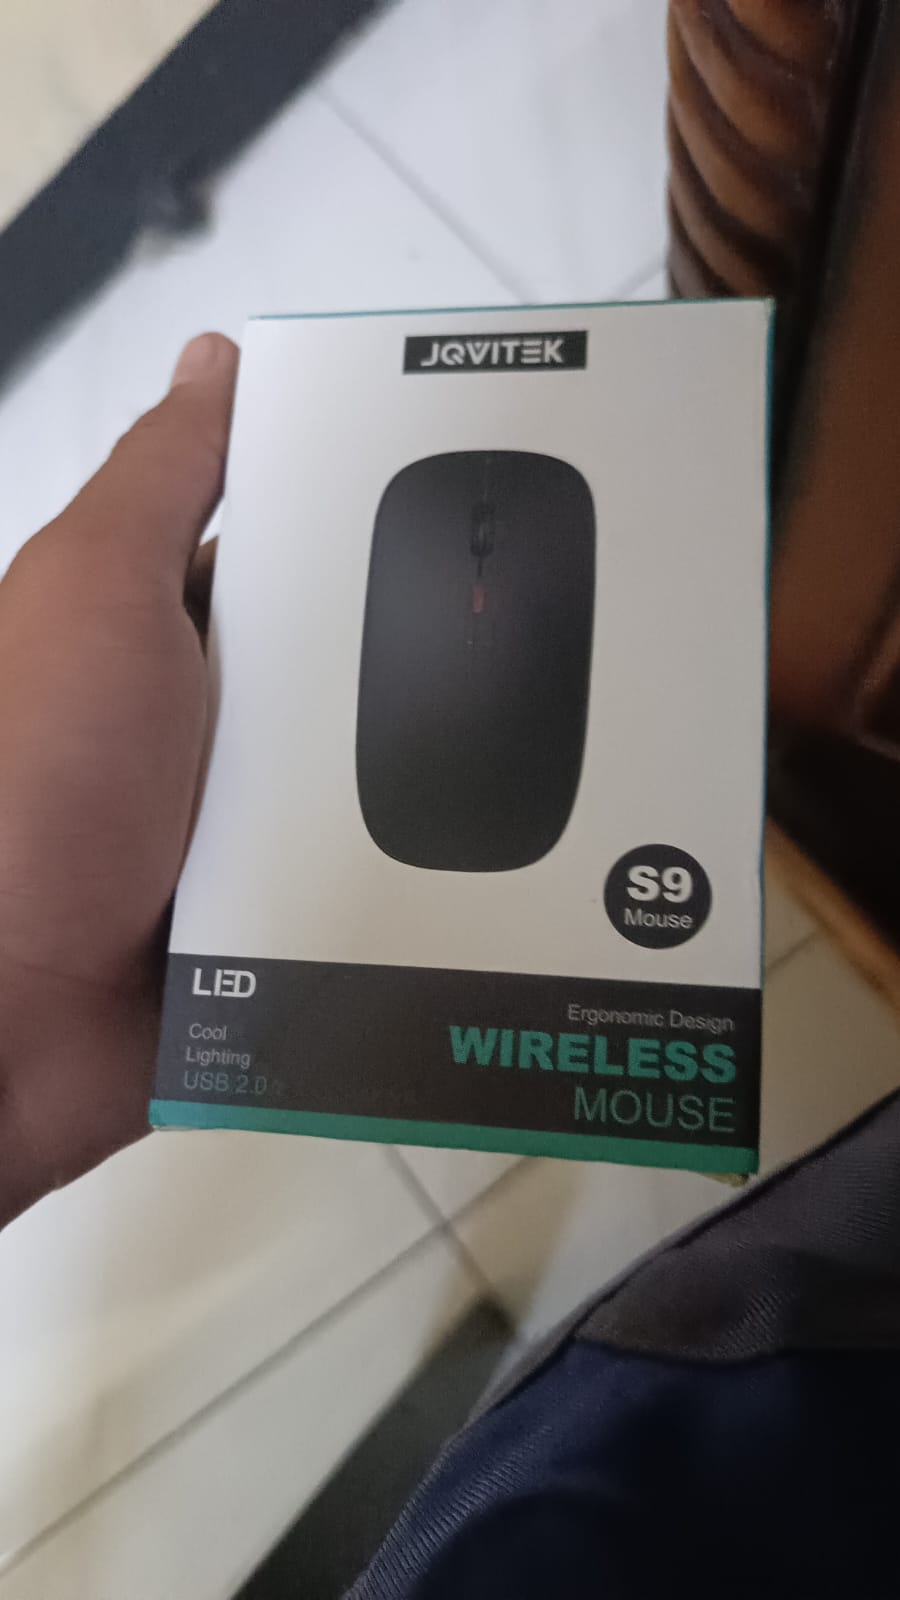 JQVITEK
S9
Mouse
LED
Cool
Lighting
USB 2.0
Ergonomic Design
WIRELESS
MOUSE